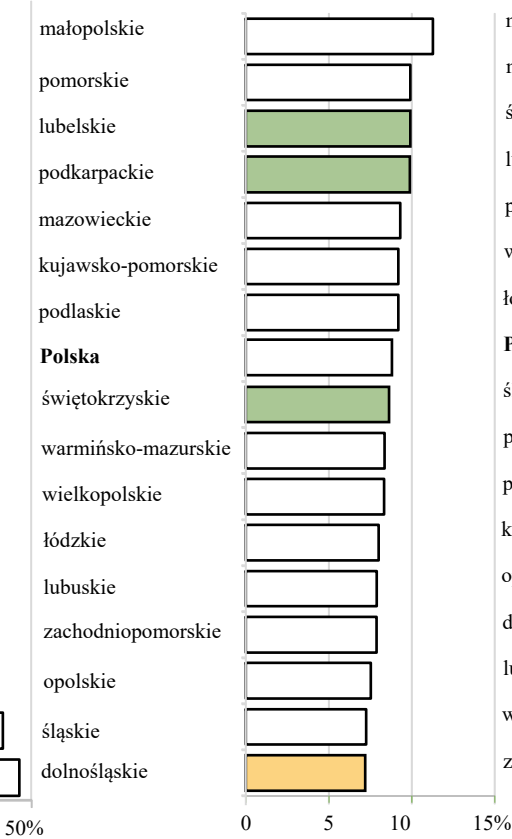 małopolskie
pomorskie
lubelskie
podkarpackie
mazowieckie
kujawsko-pomorskie
podlaskie
Polska
świętokrzyskie
warmińsko-mazurskie
wielkopolskie
łódzkie
lubuskie
zachodniopomorskie
opolskie
śląskie
dolnośląskie
50% 0 5 10 15%